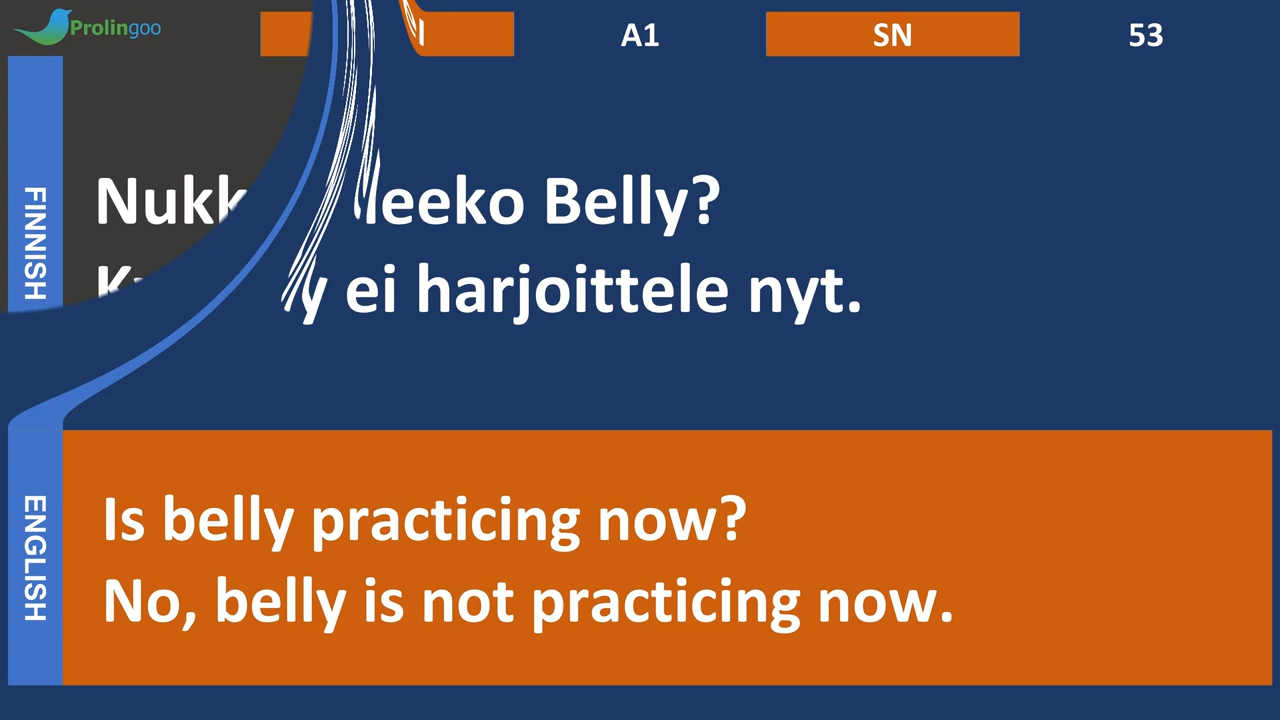 Prolingoo
A1
SN
53
FINNISH
Belly?
ei harjoittele nyt.
ENGLISH
Is belly practicing now?
No, belly is not practicing now.